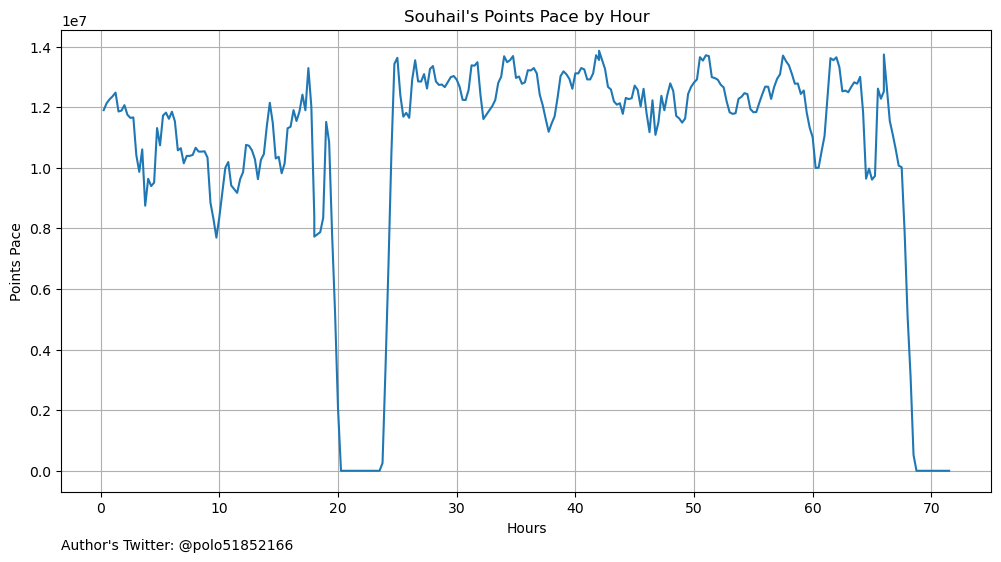 Souhail's Points Pace by Hour
1e7
1.4
1.2
1.0
0.8
0.6
0.4
0.2
0.0
Points Pace
0 10 20 30 40 50 60 70
Hours
Author's Twitter: @polo51852166